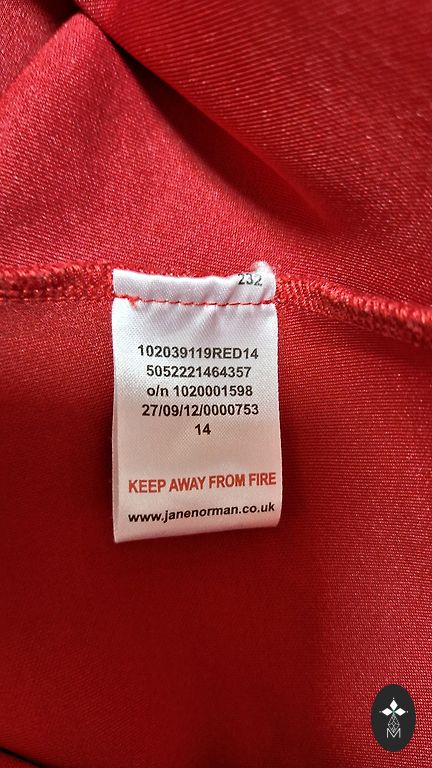 232
102039119RED14
5052221464357
o/n 1020001598
27/09/12/0000753
14
KEEP AWAY FROM FIRE
www.janenorman.co.uk
M